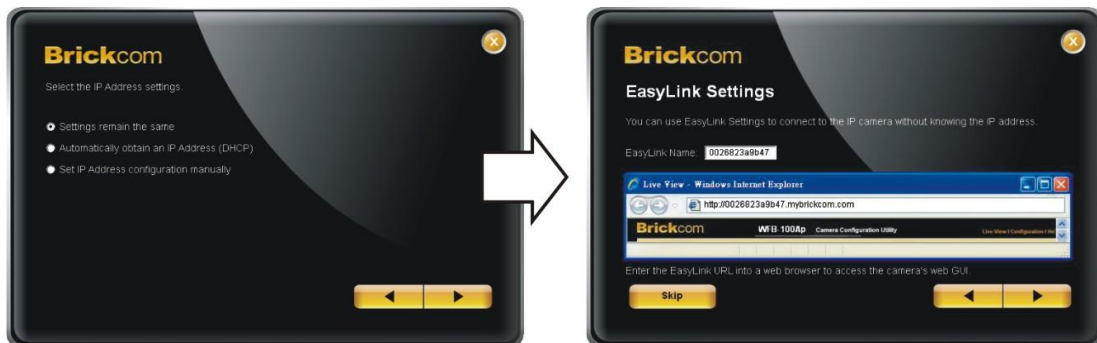 Brickcom
Select the IP Address settings.
Settings remain the same
Automatically obtain an IP Address (DHCP)
Set IP Address configuration manually
Brickcom
EasyLink Settings
You can use EasyLink Settings to connect to the IP camera without knowing the IP address.
EasyLink Name: 0026823a9b47
Live View - Windows Internet Explorer
http://0026823a9b47.mybrickcom.com
Brickcom WFB-100Ap Camera Configuration Utility Live View | Configuration |
Enter the EasyLink URL into a web browser to access the camera's web GUI.
Skip